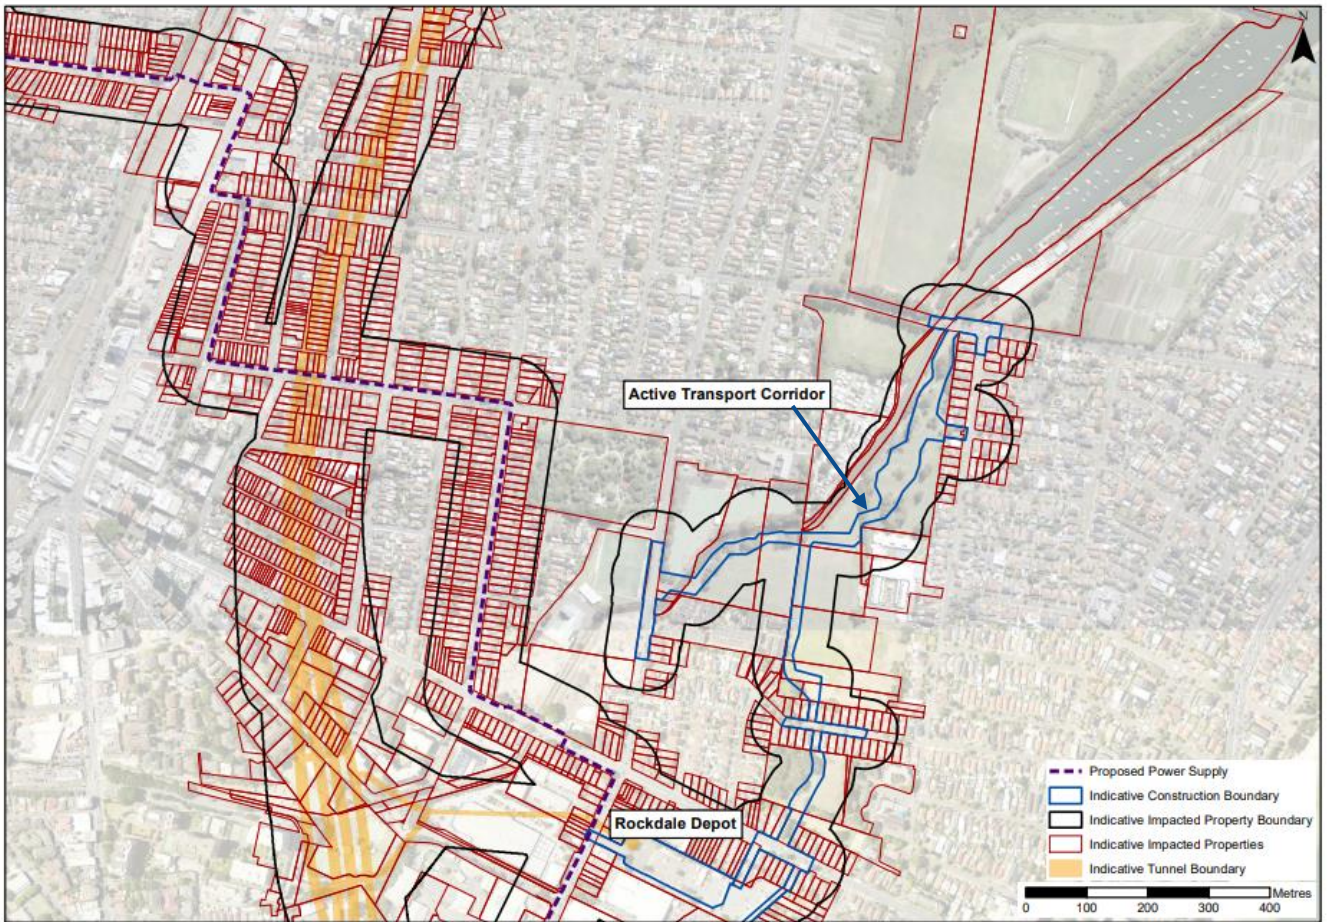 N
Active Transport Corridor
Rockdale Depot
Proposed Power Supply
Indicative Construction Boundary
Indicative Impacted Property Boundary
Indicative Impacted Properties
Indicative Tunnel Boundary
Metres
0 100 200 300 400